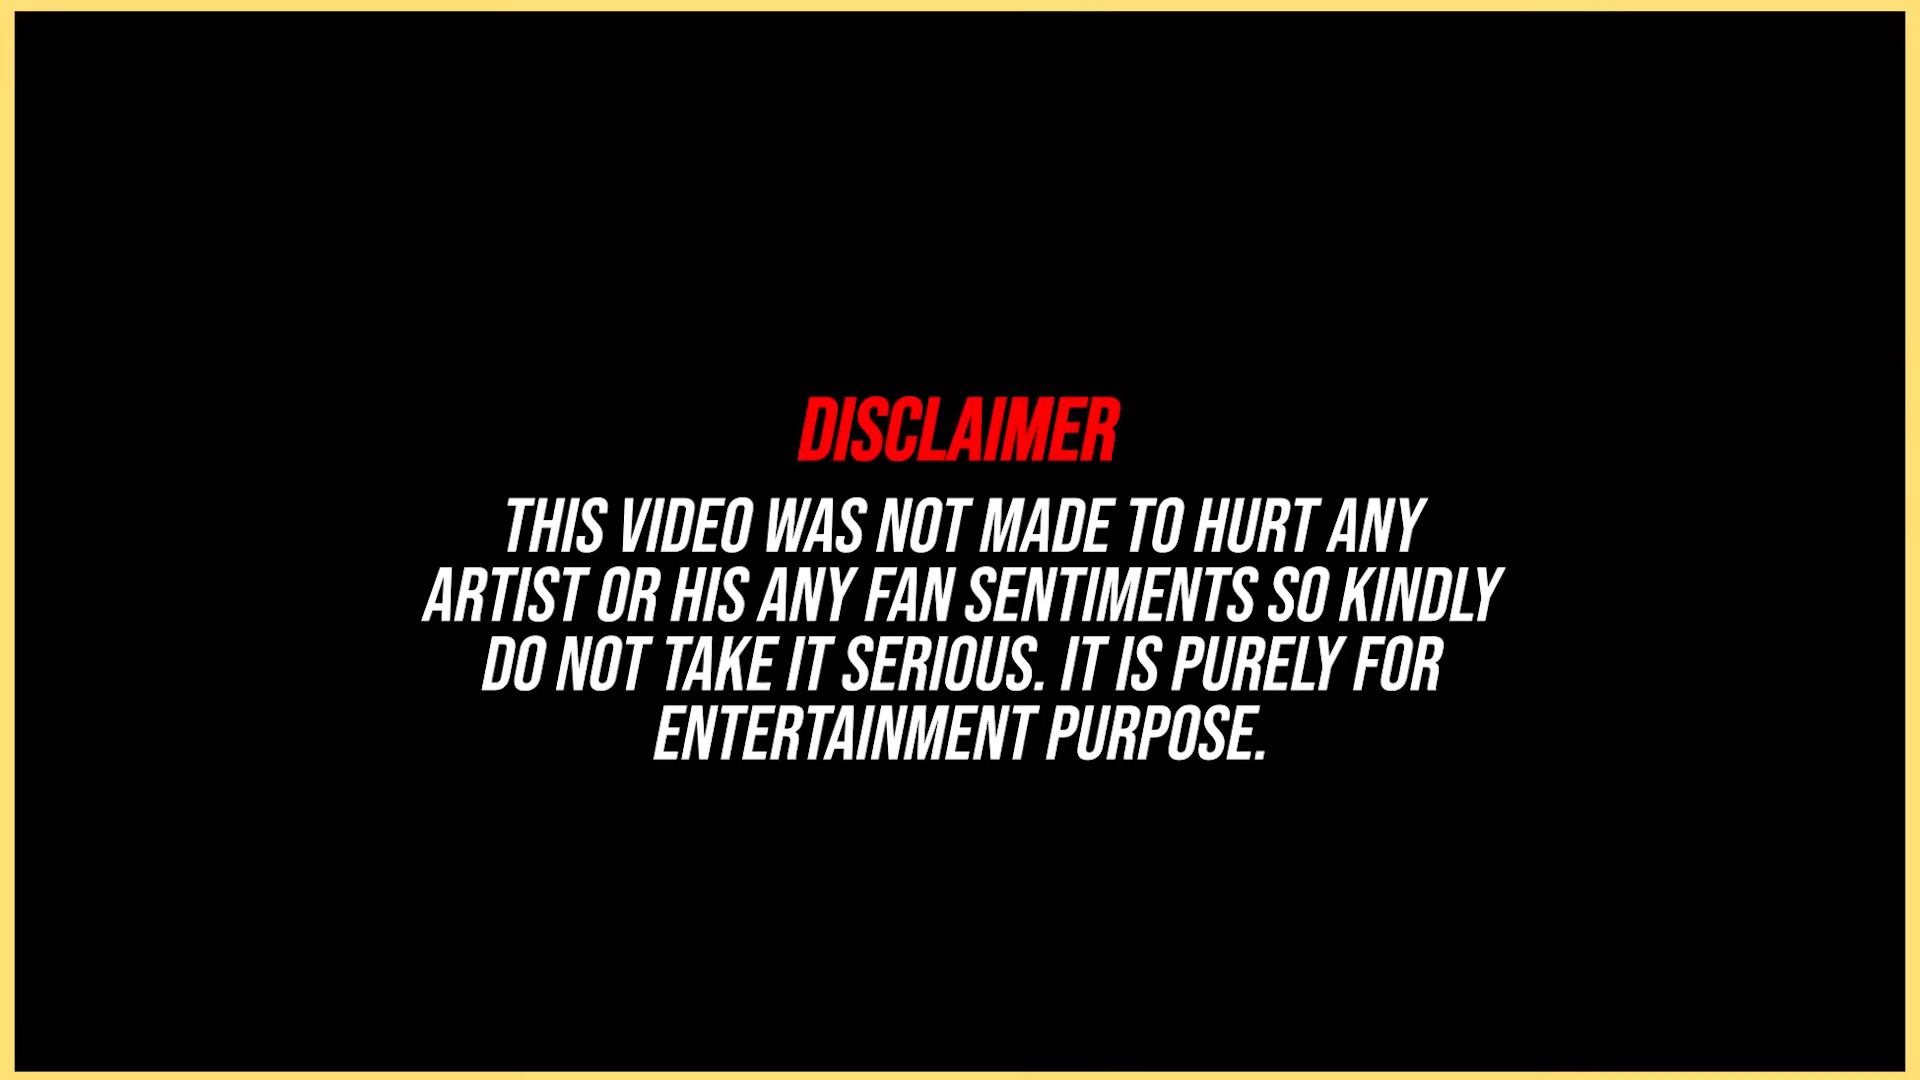 DISCLAIMER
THIS VIDEO WAS NOT MADE TO HURT ANY
ARTIST OR HIS ANY FAN SENTIMENTS SO KINDLY
DO NOT TAKE IT SERIOUS. IT IS PURELY FOR
ENTERTAINMENT PURPOSE.